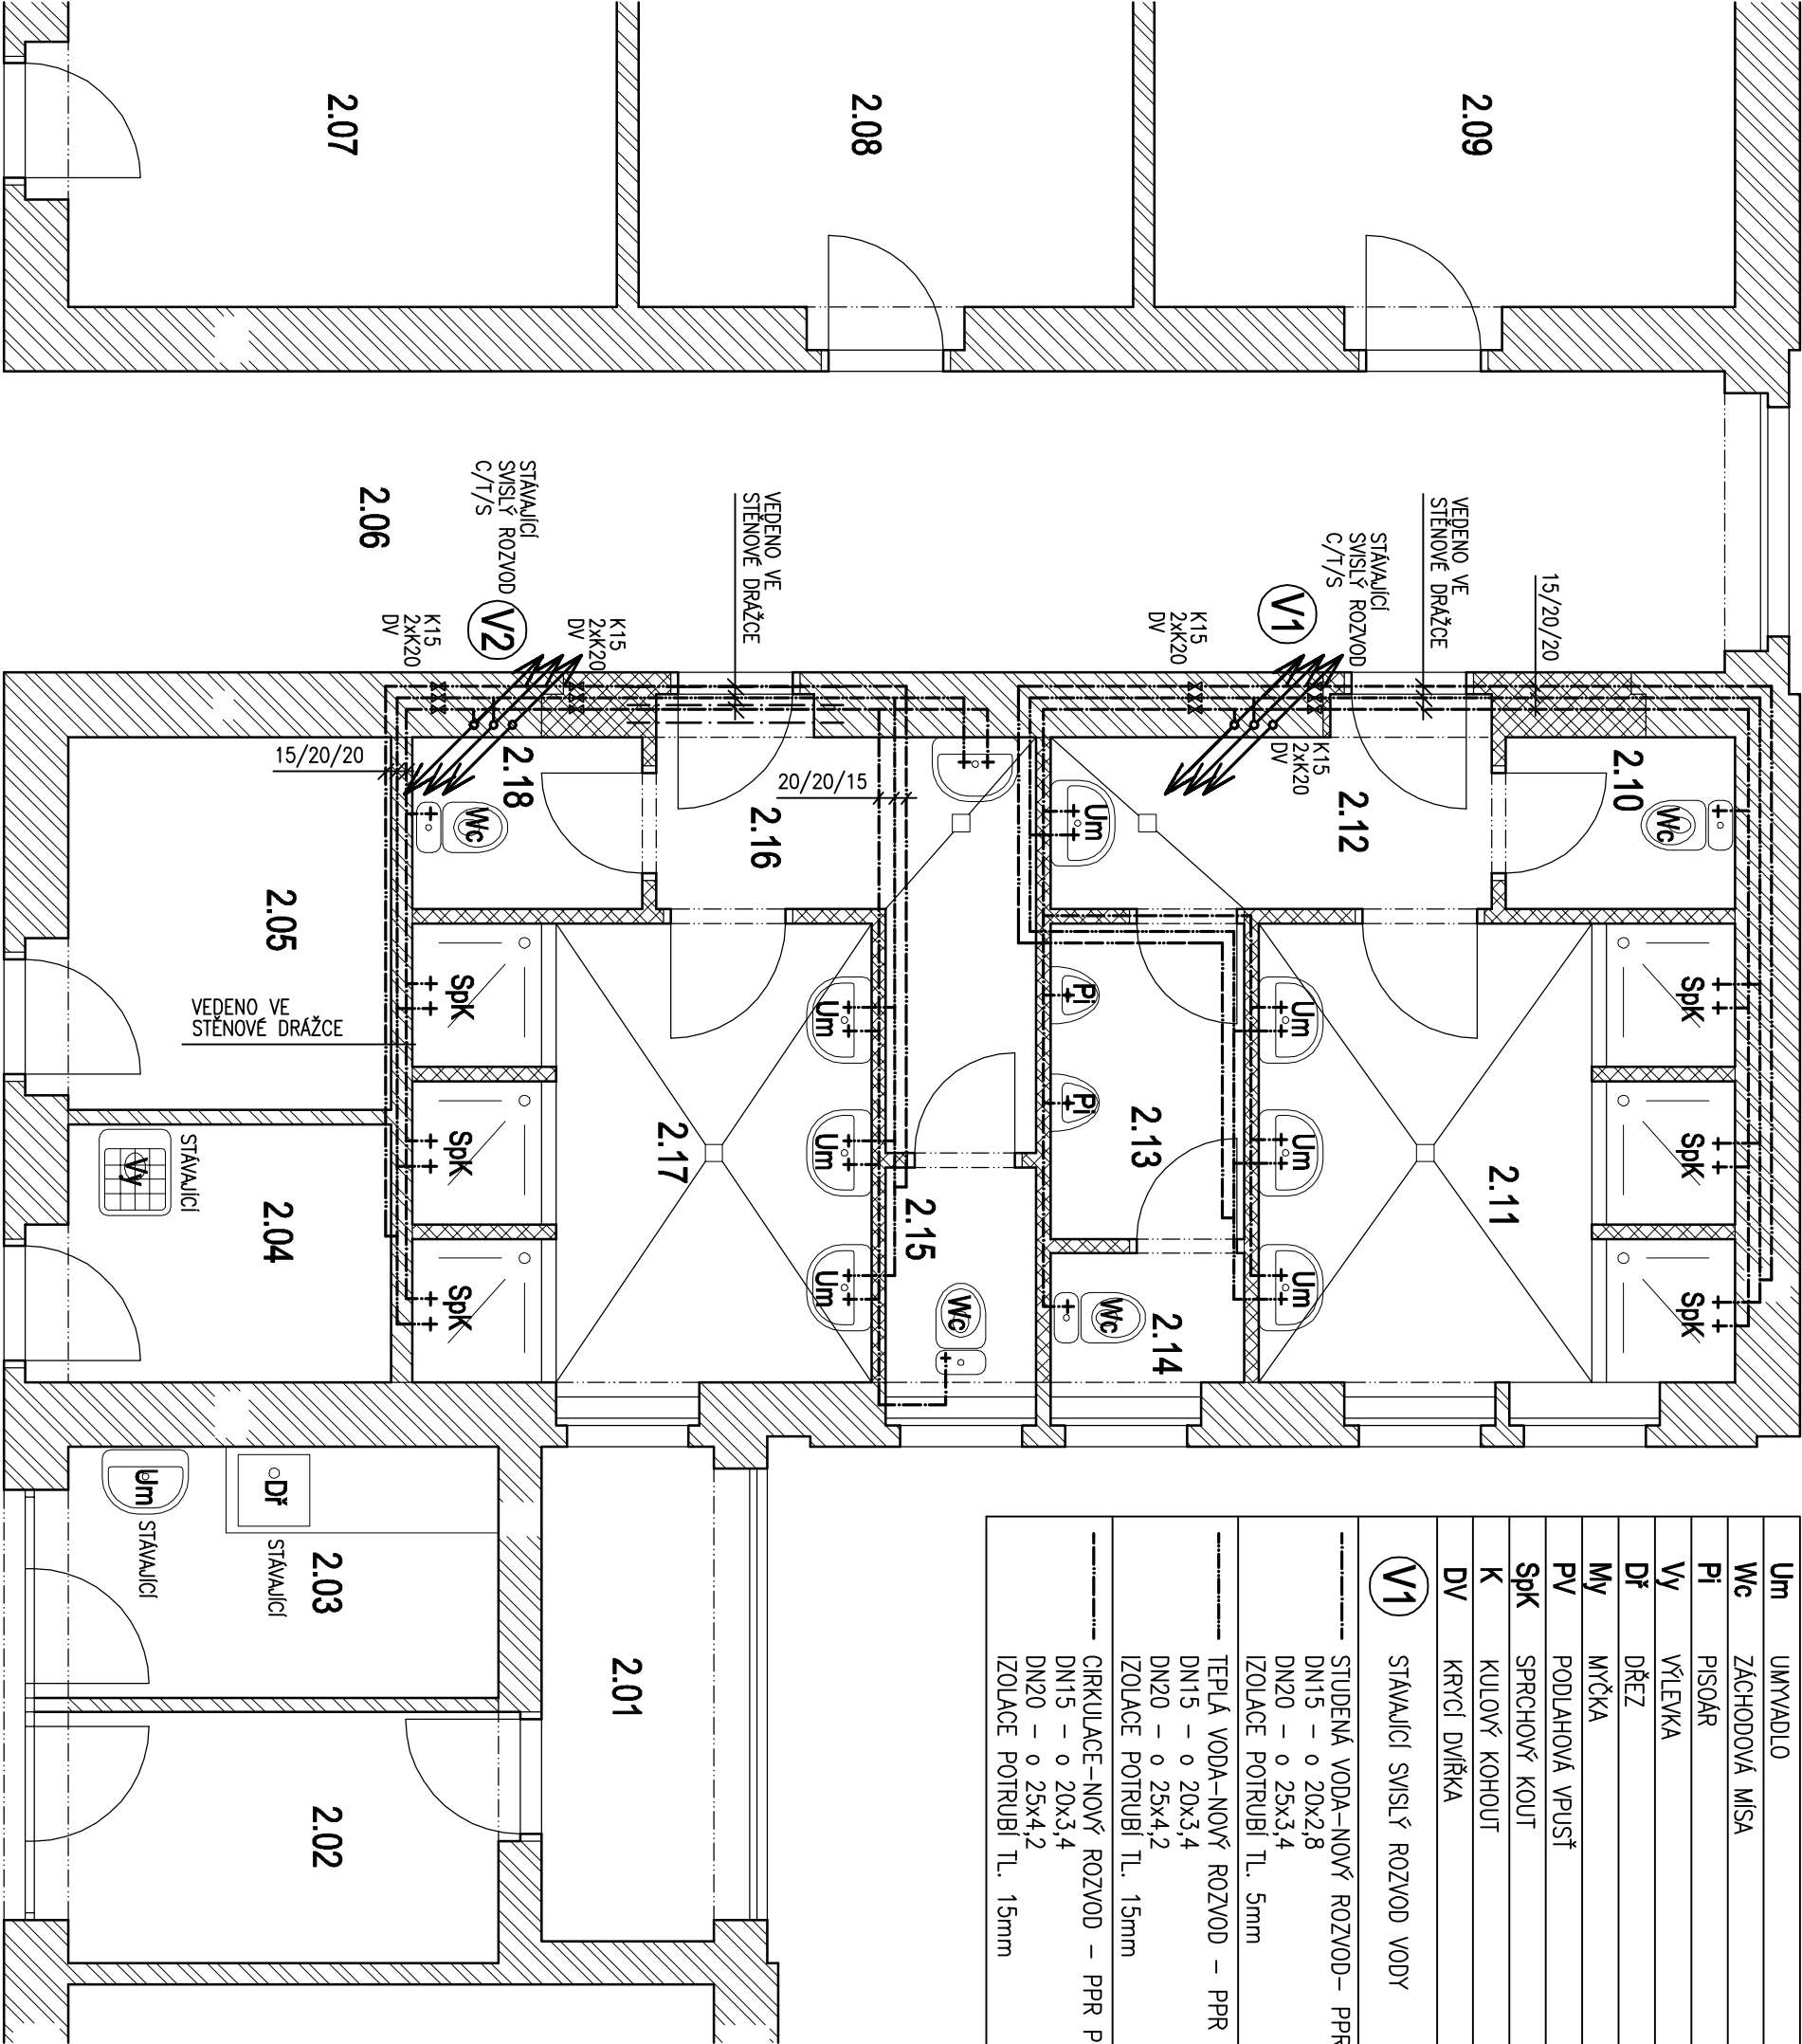 2.09
2.08
2.07
2.06
VEDENO VE
STĚNOVÉ DRÁŽCE
15/20/20
STÁVAJÍCÍ
SVISLÝ ROZVOD
C/T/S
V1
K15
2xK20
DV
K15
2xK20
DV
VEDENO VE
STĚNOVÉ DRÁŽCE
STÁVAJÍCÍ
SVISLÝ ROZVOD
C/T/S
V2
K15
2xK20
DV
K15
2xK20
DV
15/20/20
20/20/15
2.10
Wc
2.12
Um
2.16
2.18
Wc
2.05
VEDENO VE
STĚNOVÉ DRÁŽCE
SpK
SpK
SpK
2.11
Um
Um
Um
Pi
Pi
2.13
2.14
Wc
2.15
Wc
Um
Um
Um
2.17
SpK
SpK
SpK
2.04
Vy
STÁVAJÍCÍ
Um
STÁVAJÍCÍ
Dř
STÁVAJÍCÍ
2.03
2.01
2.02
Um UMYVADLO
Wc ZÁCHODOVÁ MÍSA
Pi PISOÁR
Vy VÝLEVKA
Dř DŘEZ
My MYČKA
PV PODLAHOVÁ VPUSŤ
SpK SPRCHOVÝ KOUT
K KULOVÝ KOHOUT
DV KRYCÍ DVÍŘKA
V1 STÁVAJÍCÍ SVISLÝ ROZVOD VODY
STUDENÁ VODA-NOVÝ ROZVOD- PPR
DN15 - o 20x2,8
DN20 - o 25x3,4
IZOLACE POTRUBÍ TL. 5mm
TEPLÁ VODA-NOVÝ ROZVOD - PPR
DN15 - o 20x3,4
DN20 - o 25x4,2
IZOLACE POTRUBÍ TL. 15mm
CIRKULACE-NOVÝ ROZVOD - PPR P
DN15 - o 20x3,4
DN20 - o 25x4,2
IZOLACE POTRUBÍ TL. 15mm